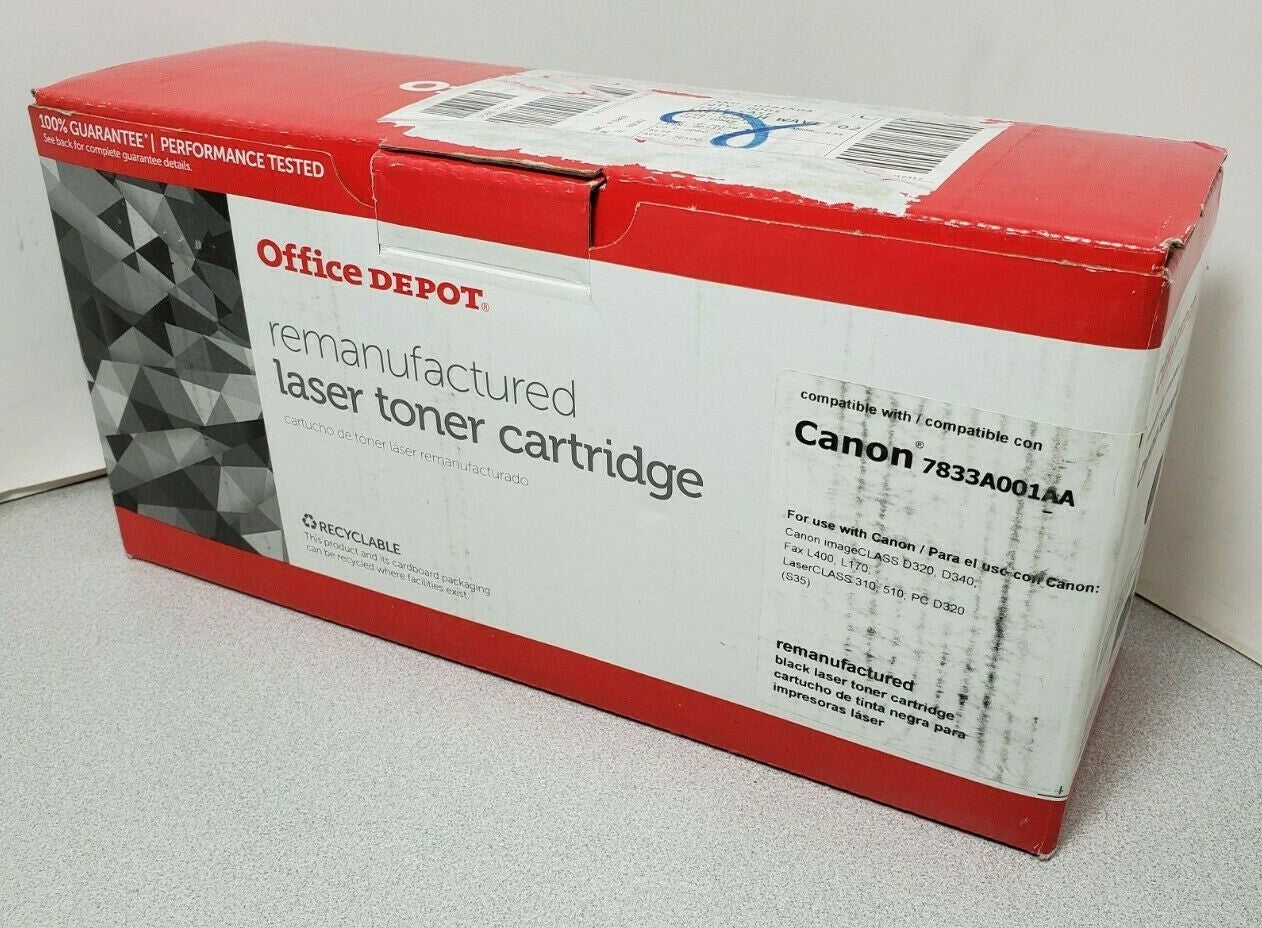 100% GUARANTEE* | PERFORMANCE TESTED
See back for complete guarantee details.
Office DEPOT®
remanufactured
laser toner cartridge
cartucho de tóner láser remanufacturado
RECYCLABLE
This product and its cardboard packaging
can be recycled where facilities exist.
compatible with / compatible con
Canon® 7833A001AA
For use with Canon / Para el uso con Canon:
Canon imageCLASS D320, D340;
Fax L400, L170;
LaserCLASS 310, 510; PC D320
(S35)
remanufactured
black laser toner cartridge
cartucho de tinta negra para
impresoras láser